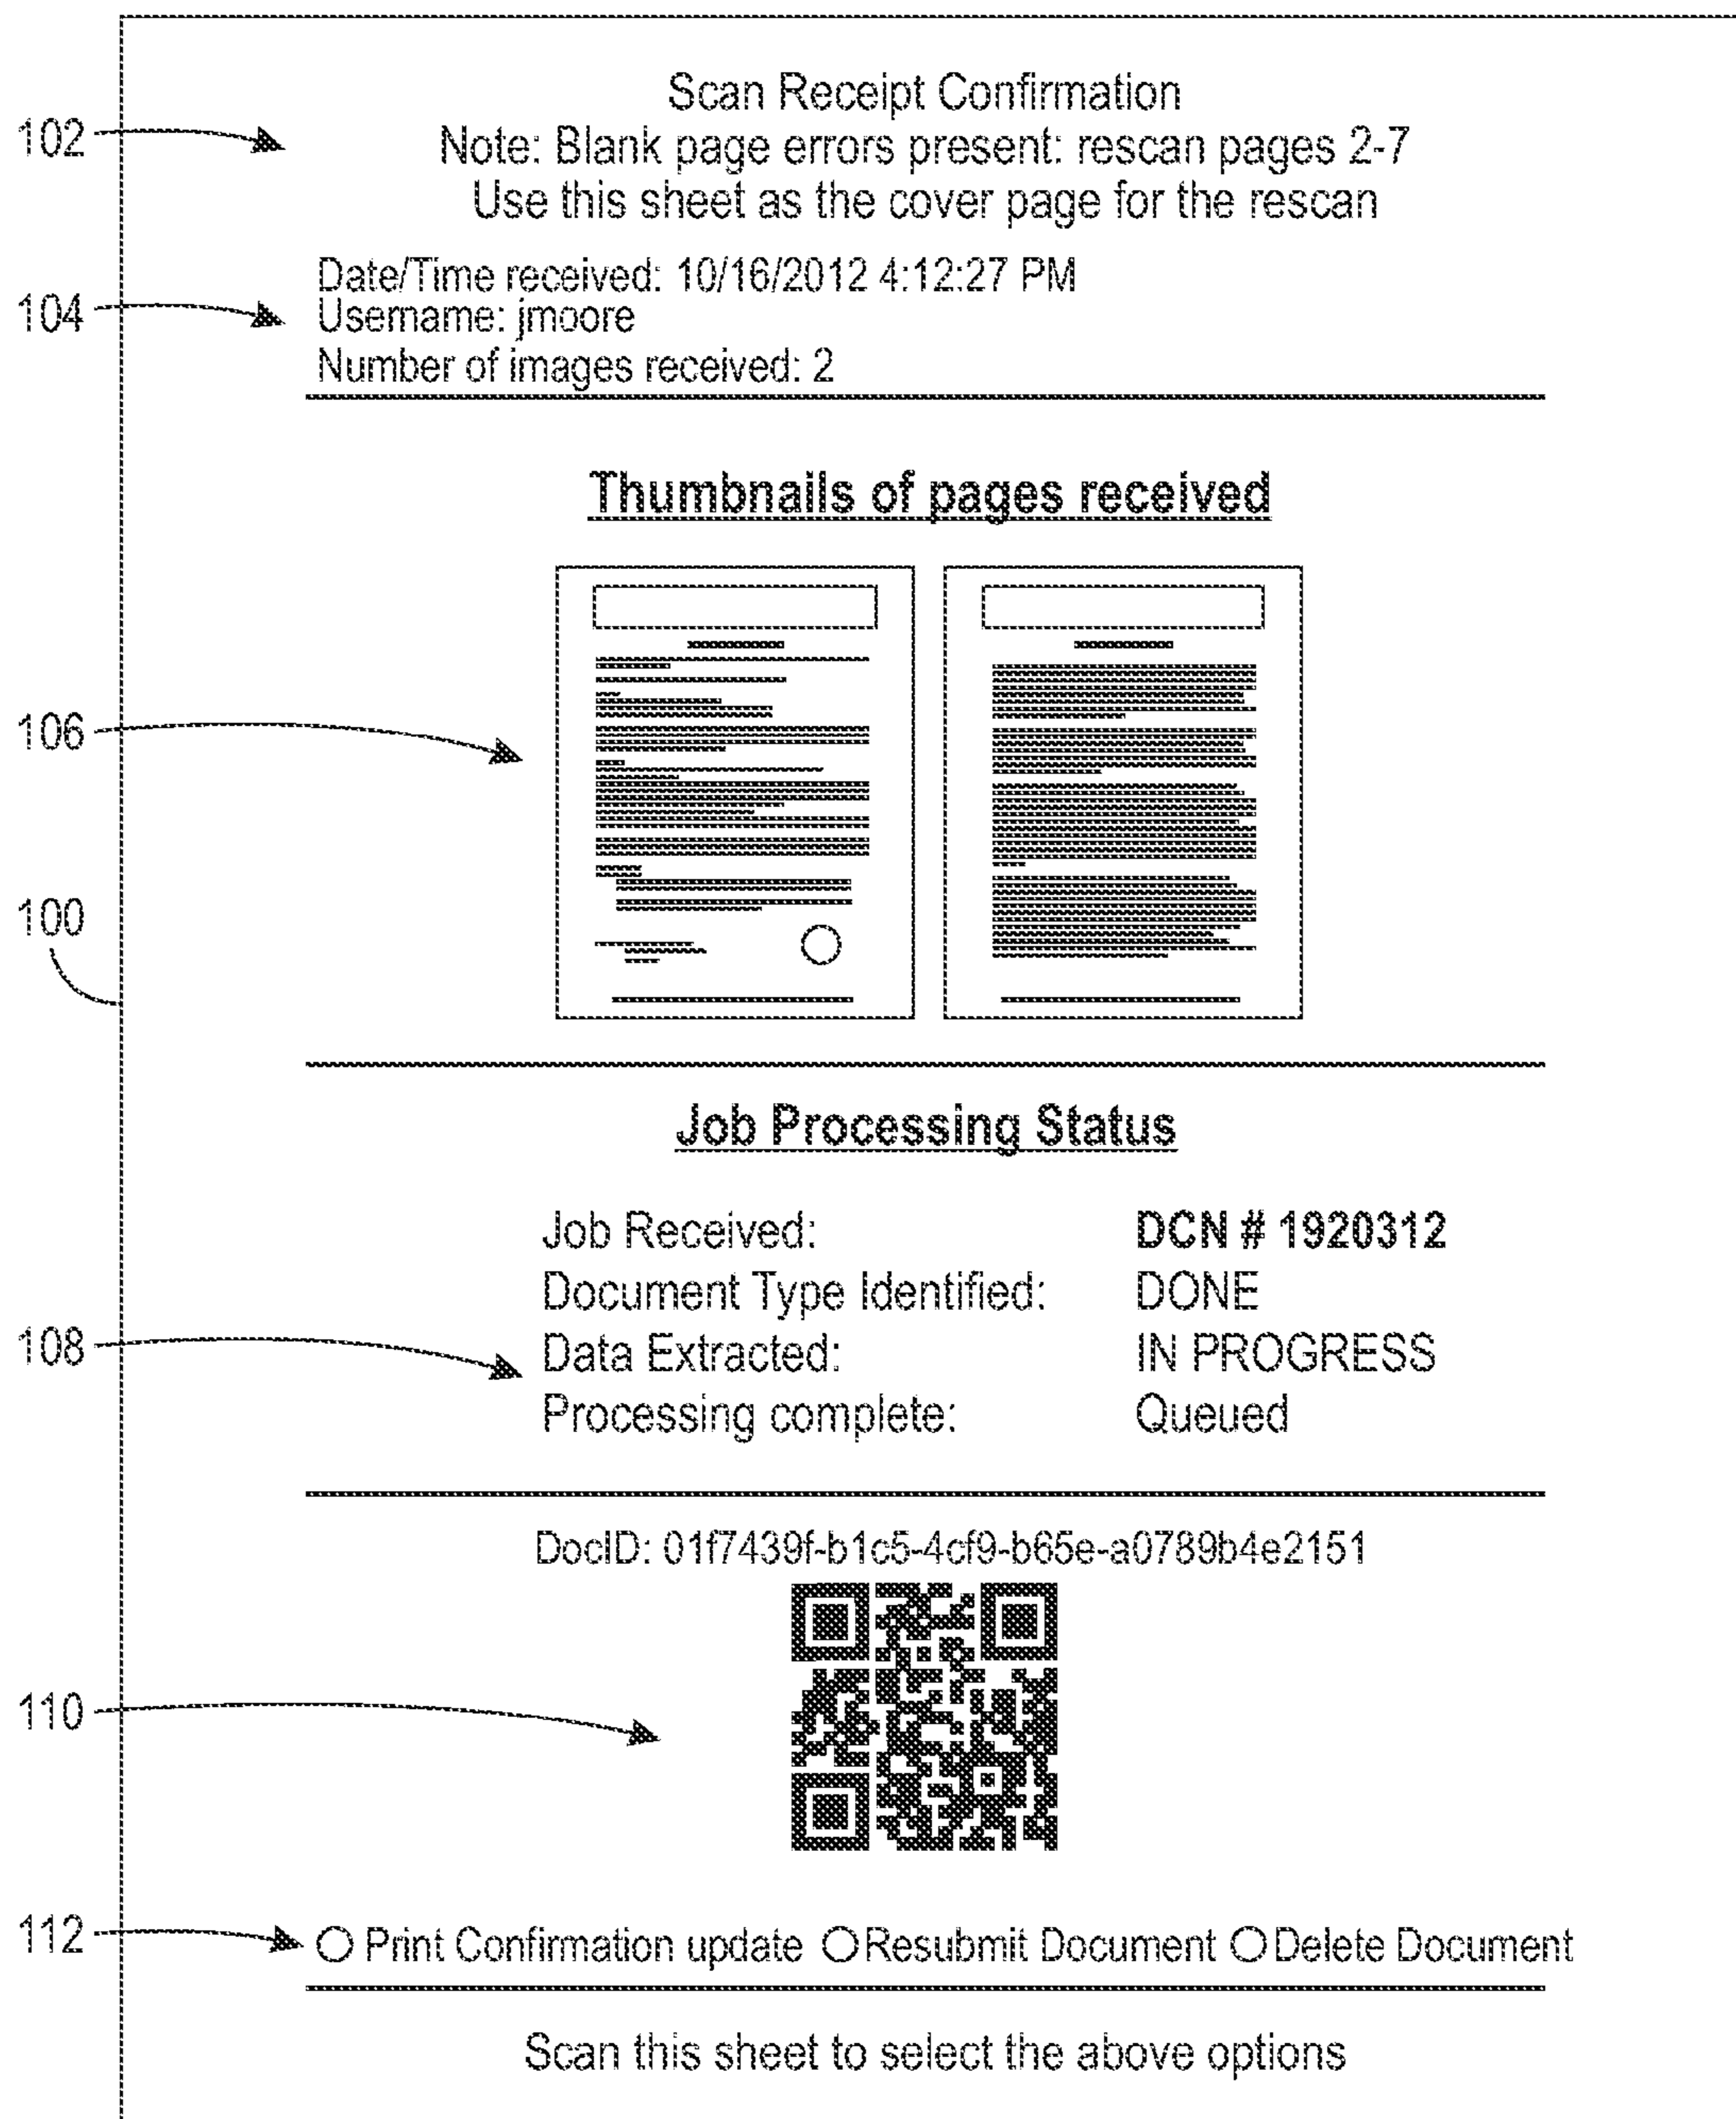 Scan Receipt Confirmation
102
Note: Blank page errors present: rescan pages 2-7
Use this sheet as the cover page for the rescan
Date/Time received: 10/16/2012 4:12:27 PM
104
Username: jmoore
Number of images received: 2
Thumbnails of pages received
106
100
Job Processing Status
Job Received: DCN # 1920312
Document Type Identified: DONE
108
Data Extracted: IN PROGRESS
Processing complete: Queued
DocID: 01f7439f-b1c5-4cf9-b65e-a0789b4e2151
110
112
Print Confirmation update Resubmit Document Delete Document
Scan this sheet to select the above options